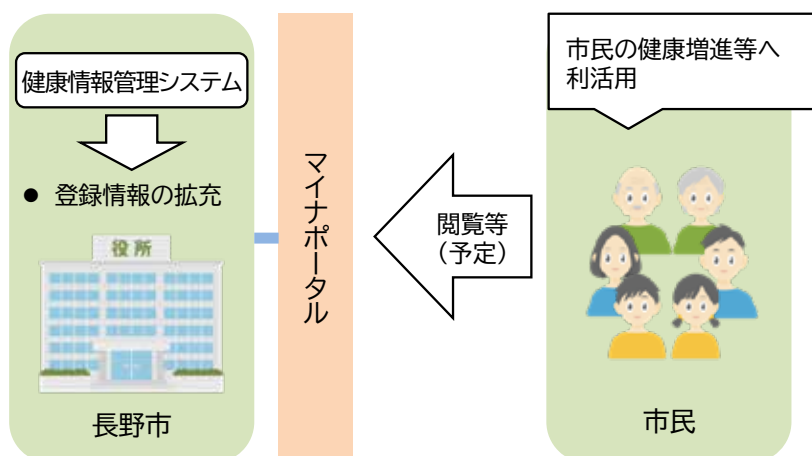 健康情報管理システム
● 登録情報の拡充
役所
長野市
マイナポータル
閲覧等
（予定）
市民の健康増進等へ
利活用
市民